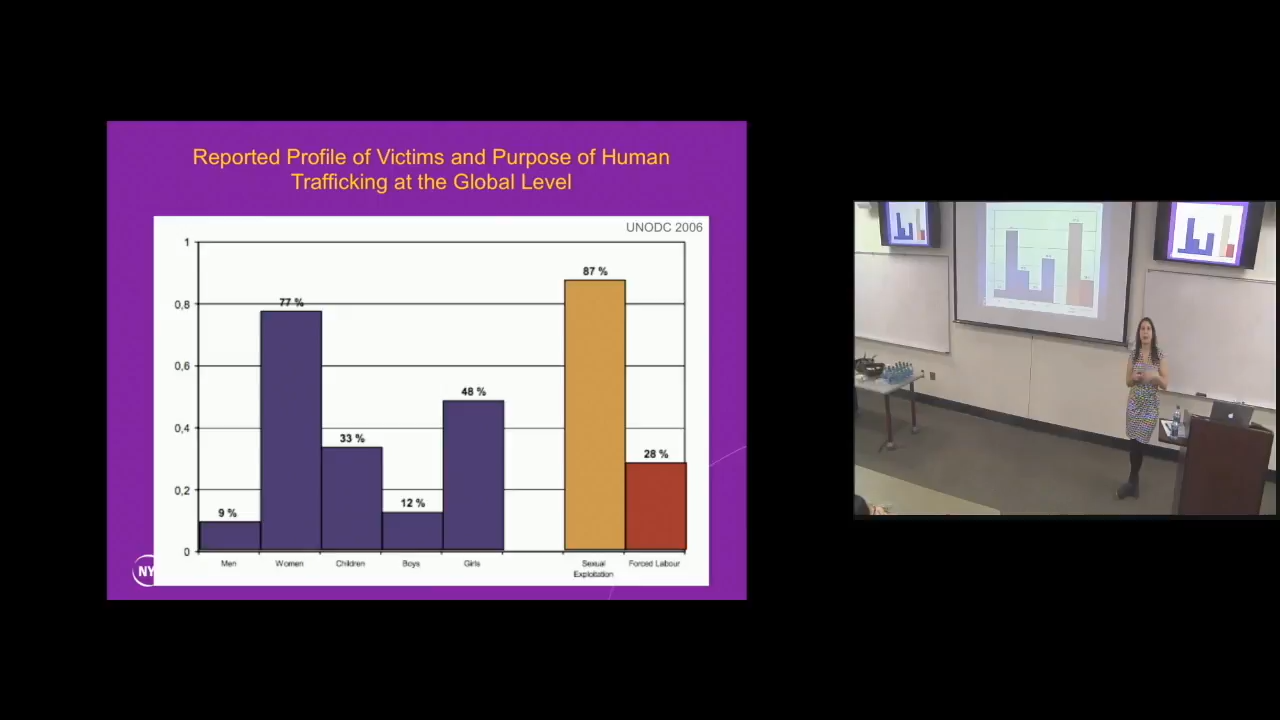 Reported Profile of Victims and Purpose of Human
Trafficking at the Global Level
UNODC 2006
1
0,8
0,6
0,4
0,2
0
9 %
77 %
33 %
12 %
48 %
87 %
28 %
Men
Women
Children
Boys
Girls
Sexual
Exploitation
Forced Labour
NY